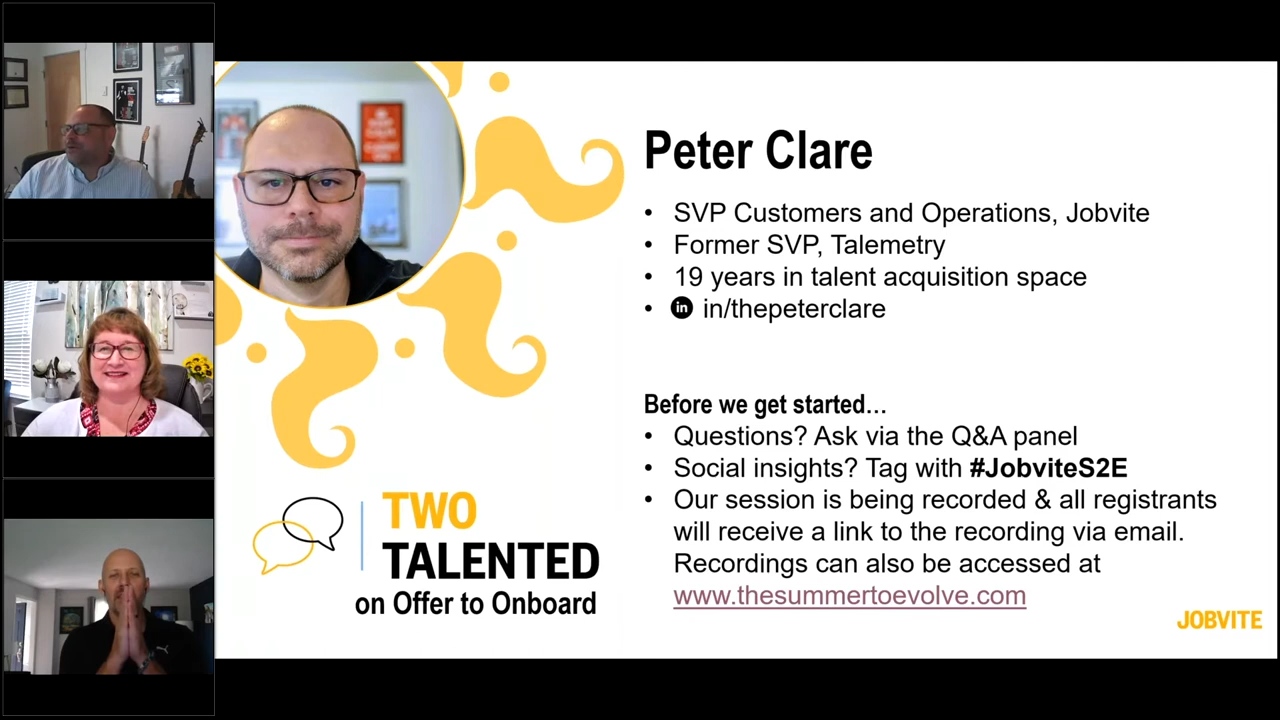 Peter Clare
• SVP Customers and Operations, Jobvite
• Former SVP, Talemetry
• 19 years in talent acquisition space
• in in/thepeterclare
Before we get started...
• Questions? Ask via the Q&A panel
• Social insights? Tag with #JobviteS2E
• Our session is being recorded & all registrants
will receive a link to the recording via email.
Recordings can also be accessed at
www.thesummertoevolve.com
TWO
TALENTED
on Offer to Onboard
JOBVITE